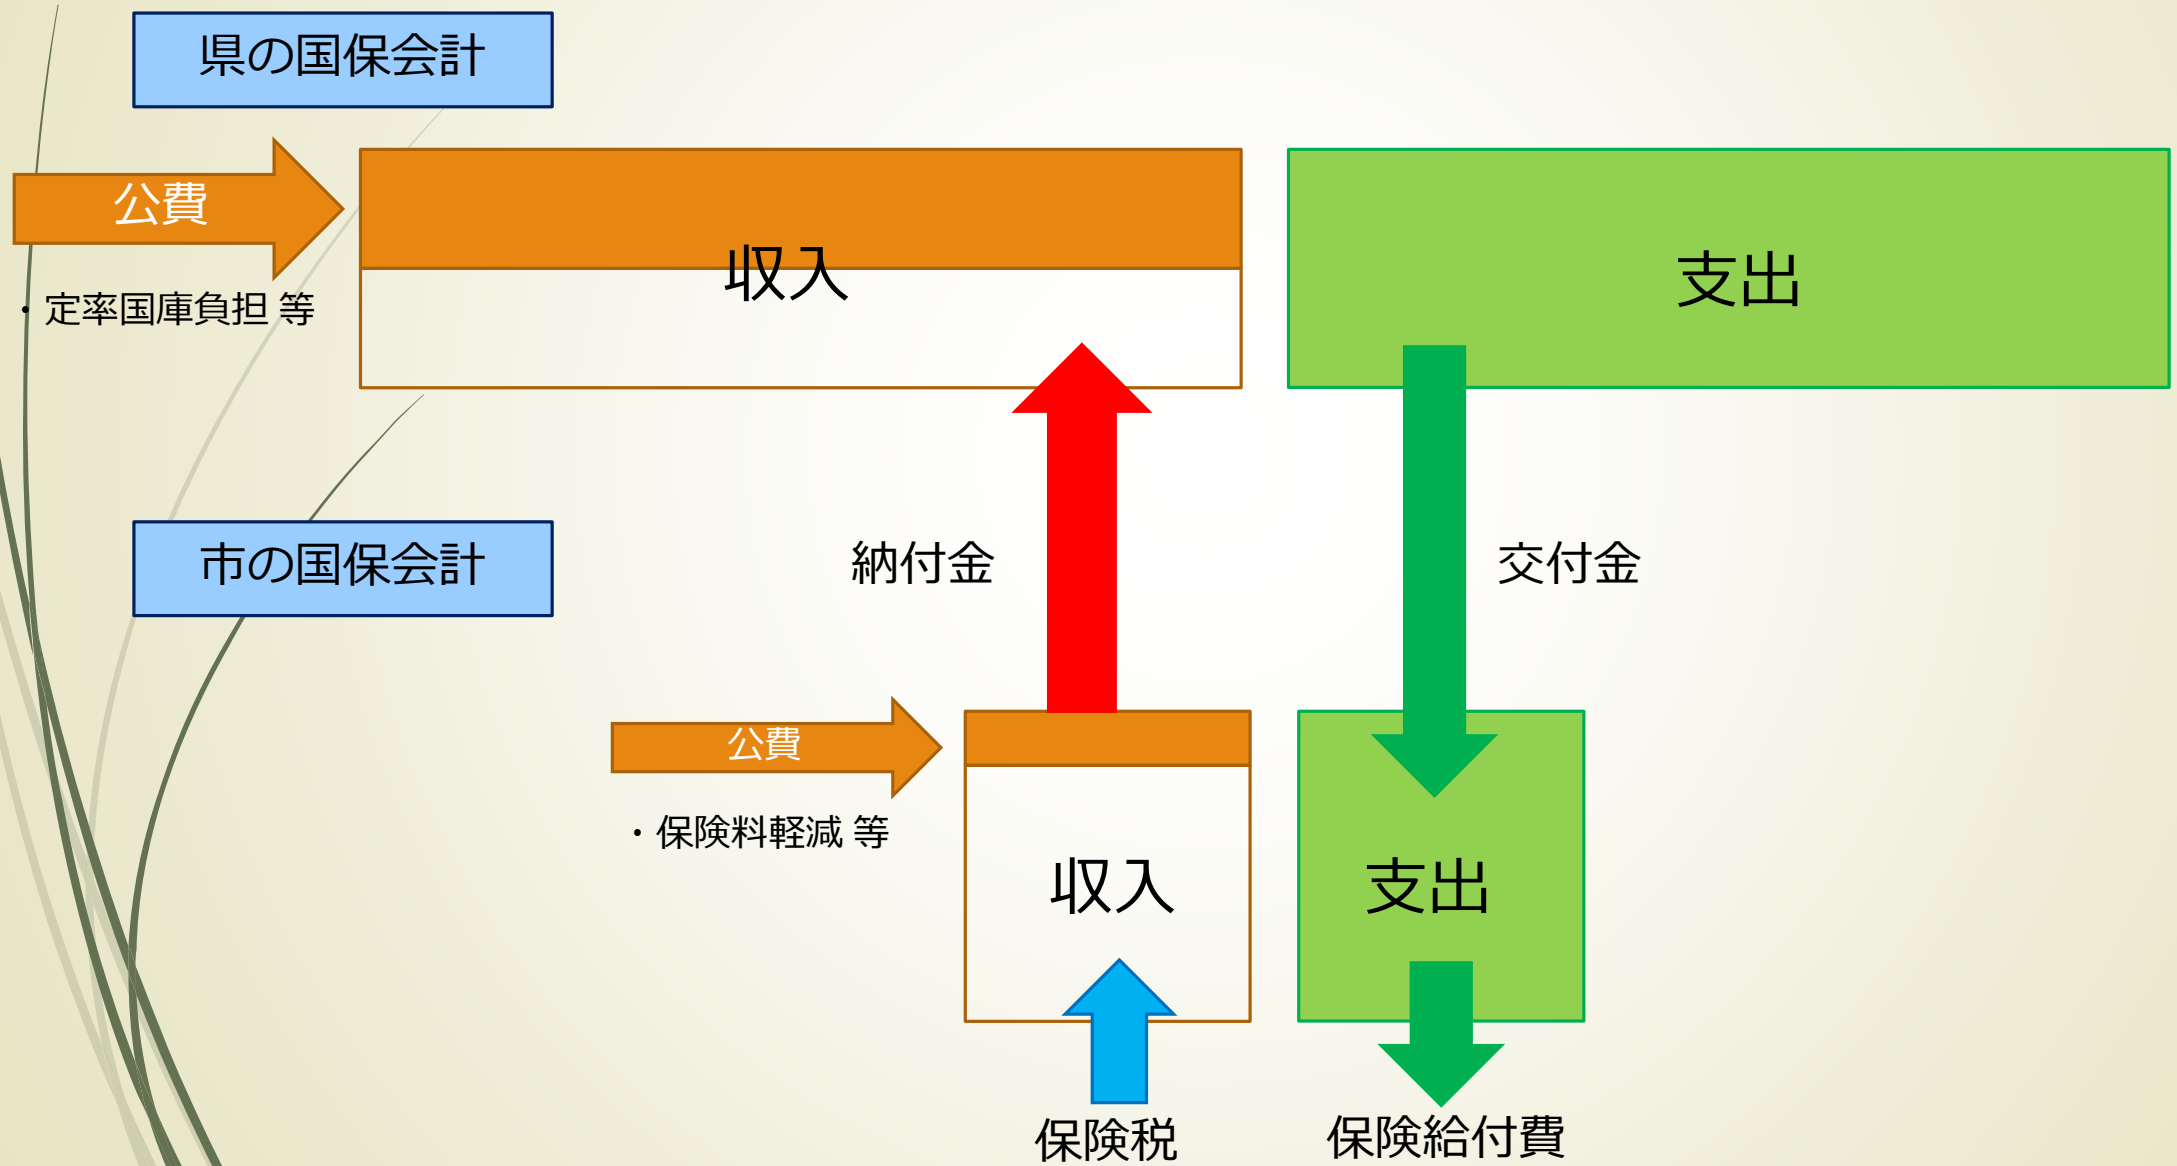 県の国保会計
公費
・定率国庫負担 等
収入
支出
市の国保会計
納付金
交付金
公費
・保険料軽減 等
収入
支出
保険税
保険給付費